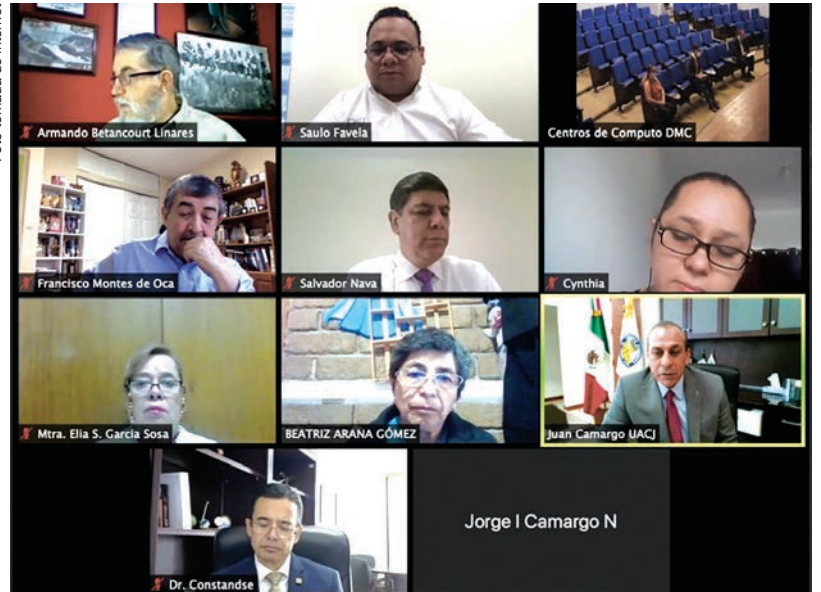 Armando Betancourt Linares
Saulo Favela
Centros de Computo DMC
Francisco Montes de Oca
Salvador Nava
Cynthia
Mtra. Elia S. Garcia Sosa
BEATRIZ ARANA GÓMEZ
Juan Camargo UACJ
Dr. Constandse
Jorge I Camargo N